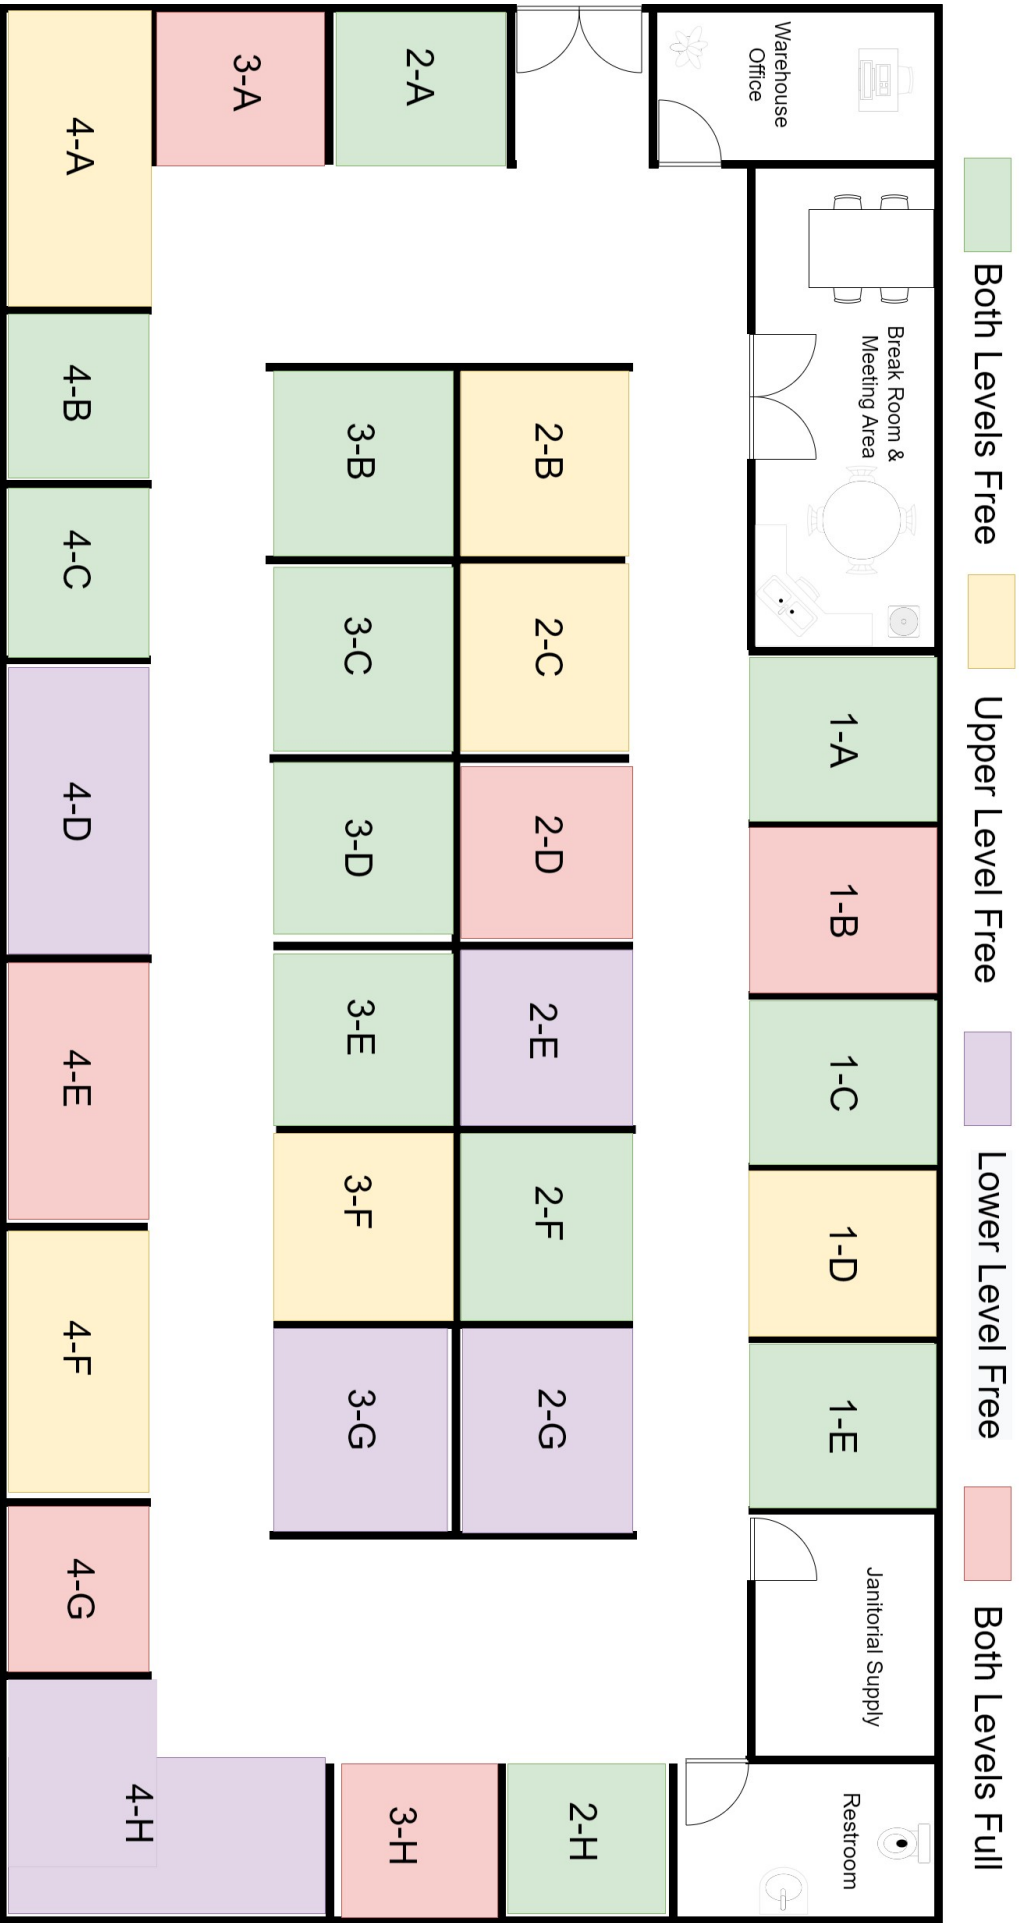 Both Levels Free
Upper Level Free
Lower Level Free
Both Levels Full
Warehouse
Office
Break Room &
Meeting Area
1-A
1-B
1-C
1-D
1-E
Janitorial Supply
Restroom
2-A
2-B
2-C
2-D
2-E
2-F
2-G
2-H
3-A
3-B
3-C
3-D
3-E
3-F
3-G
3-H
4-A
4-B
4-C
4-D
4-E
4-F
4-G
4-H